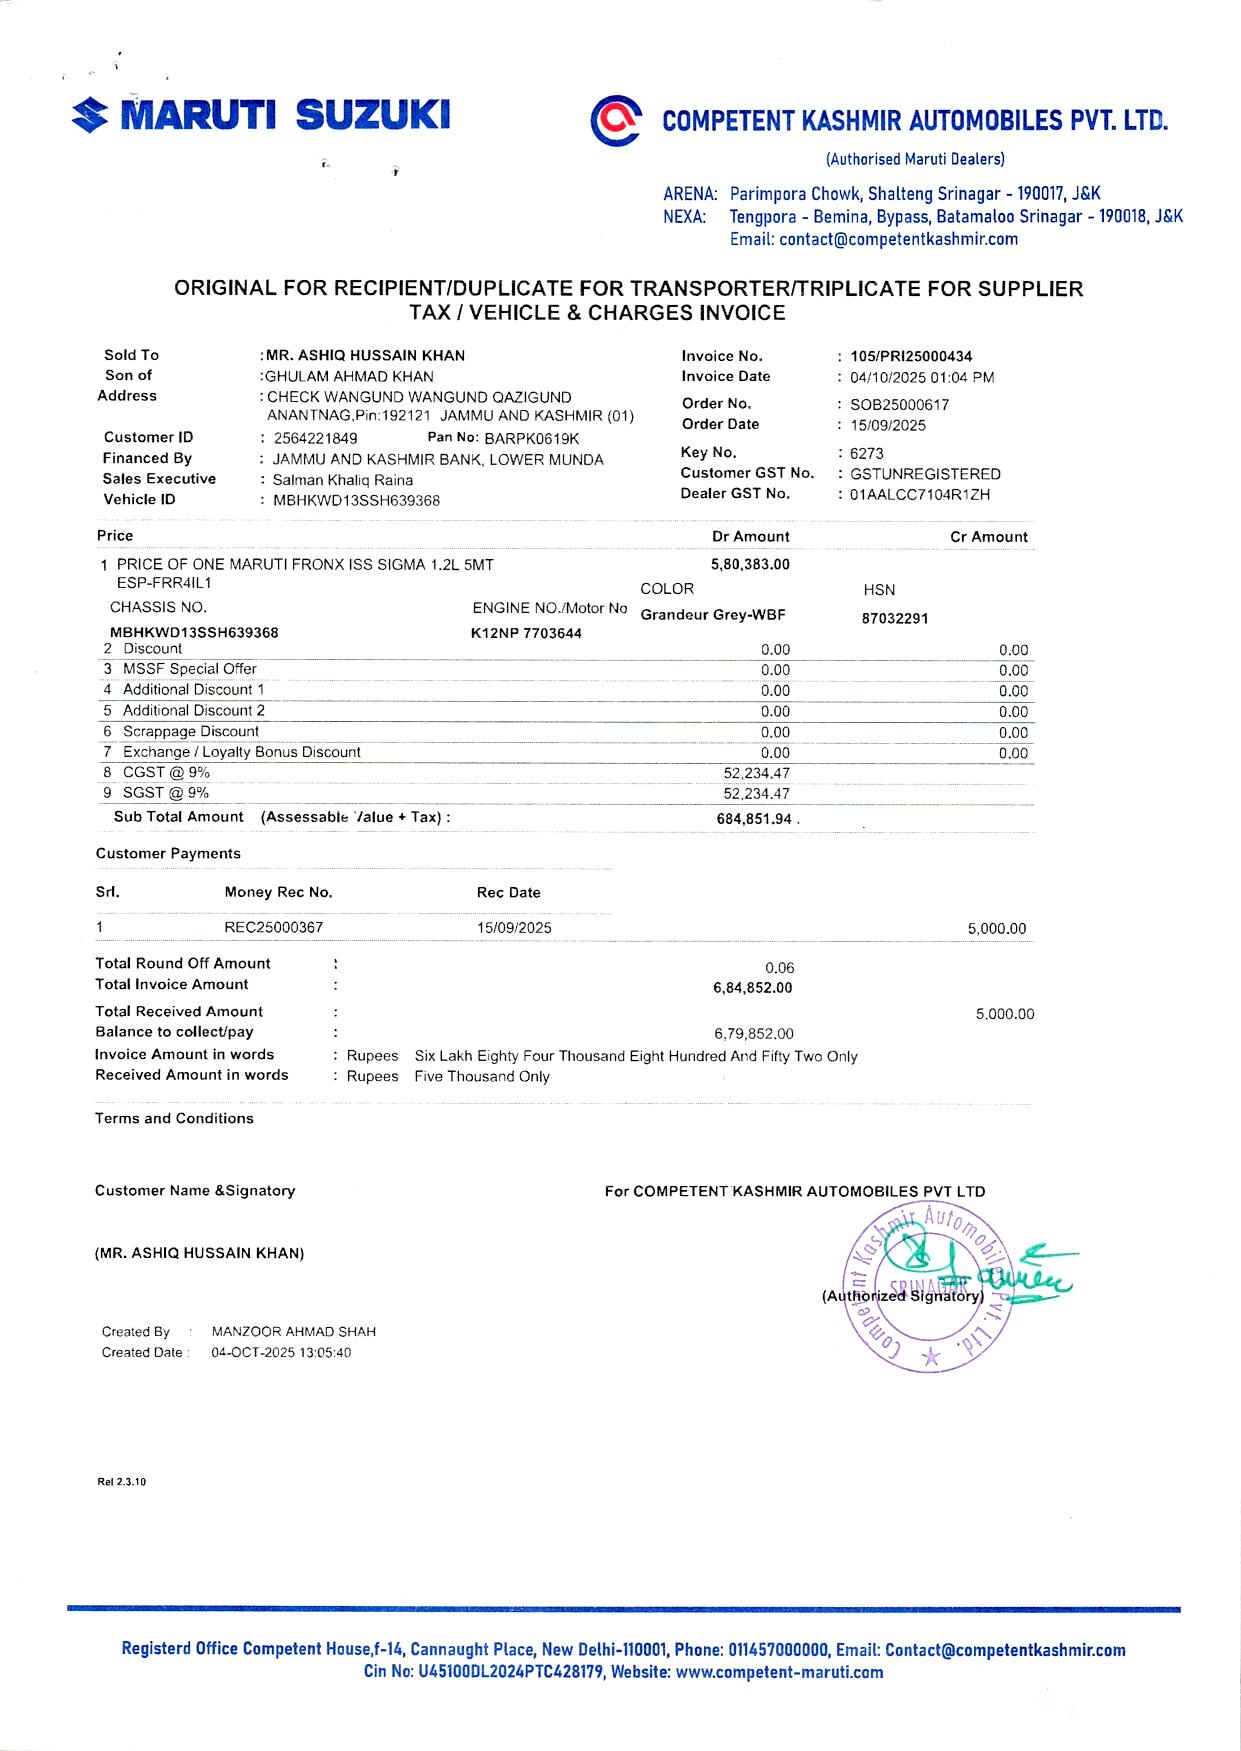 MARUTI SUZUKI
COMPETENT KASHMIR AUTOMOBILES PVT. LTD.
(Authorised Maruti Dealers)
ARENA: Parimpora Chowk, Shalteng Srinagar - 190017, J&K
NEXA: Tengpora - Bemina, Bypass, Batamaloo Srinagar - 190018, J&K
Email: contact@competentkashmir.com
ORIGINAL FOR RECIPIENT/DUPLICATE FOR TRANSPORTER/TRIPLICATE FOR SUPPLIER
TAX / VEHICLE & CHARGES INVOICE
Sold To :MR. ASHIQ HUSSAIN KHAN Invoice No. : 105/PRI25000434
Son of :GHULAM AHMAD KHAN Invoice Date : 04/10/2025 01:04 PM
Address : CHECK WANGUND WANGUND QAZIGUND Order No. : SOB25000617
ANANTNAG,Pin:192121 JAMMU AND KASHMIR (01) Order Date : 15/09/2025
Customer ID : 2564221849 Pan No: BARPK0619K Key No. : 6273
Financed By : JAMMU AND KASHMIR BANK, LOWER MUNDA Customer GST No. : GSTUNREGISTERED
Sales Executive : Salman Khaliq Raina Dealer GST No. : 01AALCC7104R1ZH
Vehicle ID : MBHKWD13SSH639368
Price Dr Amount Cr Amount
1 PRICE OF ONE MARUTI FRONX ISS SIGMA 1.2L 5MT 5,80,383.00
ESP-FRR4IL1 COLOR HSN
CHASSIS NO. ENGINE NO./Motor No Grandeur Grey-WBF 87032291
MBHKWD13SSH639368 K12NP 7703644
2 Discount 0.00 0.00
3 MSSF Special Offer 0.00 0.00
4 Additional Discount 1 0.00 0.00
5 Additional Discount 2 0.00 0.00
6 Scrappage Discount 0.00 0.00
7 Exchange / Loyalty Bonus Discount 0.00 0.00
8 CGST @ 9% 52,234.47
9 SGST @ 9% 52,234.47
Sub Total Amount (Assessable Value + Tax) : 684,851.94
Customer Payments
Srl. Money Rec No. Rec Date
1 REC25000367 15/09/2025 5,000.00
Total Round Off Amount : 0.06
Total Invoice Amount : 6,84,852.00
Total Received Amount : 5,000.00
Balance to collect/pay : 6,79,852.00
Invoice Amount in words : Rupees Six Lakh Eighty Four Thousand Eight Hundred And Fifty Two Only
Received Amount in words : Rupees Five Thousand Only
Terms and Conditions
Customer Name &Signatory For COMPETENT KASHMIR AUTOMOBILES PVT LTD
(MR. ASHIQ HUSSAIN KHAN)
Competent Kashmir Automobiles Pvt. Ltd.
SRINAGAR
(Authorized Signatory)
Created By : MANZOOR AHMAD SHAH
Created Date : 04-OCT-2025 13:05:40
Rel 2.3.10
Registerd Office Competent House,f-14, Cannaught Place, New Delhi-110001, Phone: 011457000000, Email: Contact@competentkashmir.com
Cin No: U45100DL2024PTC428179, Website: www.competent-maruti.com